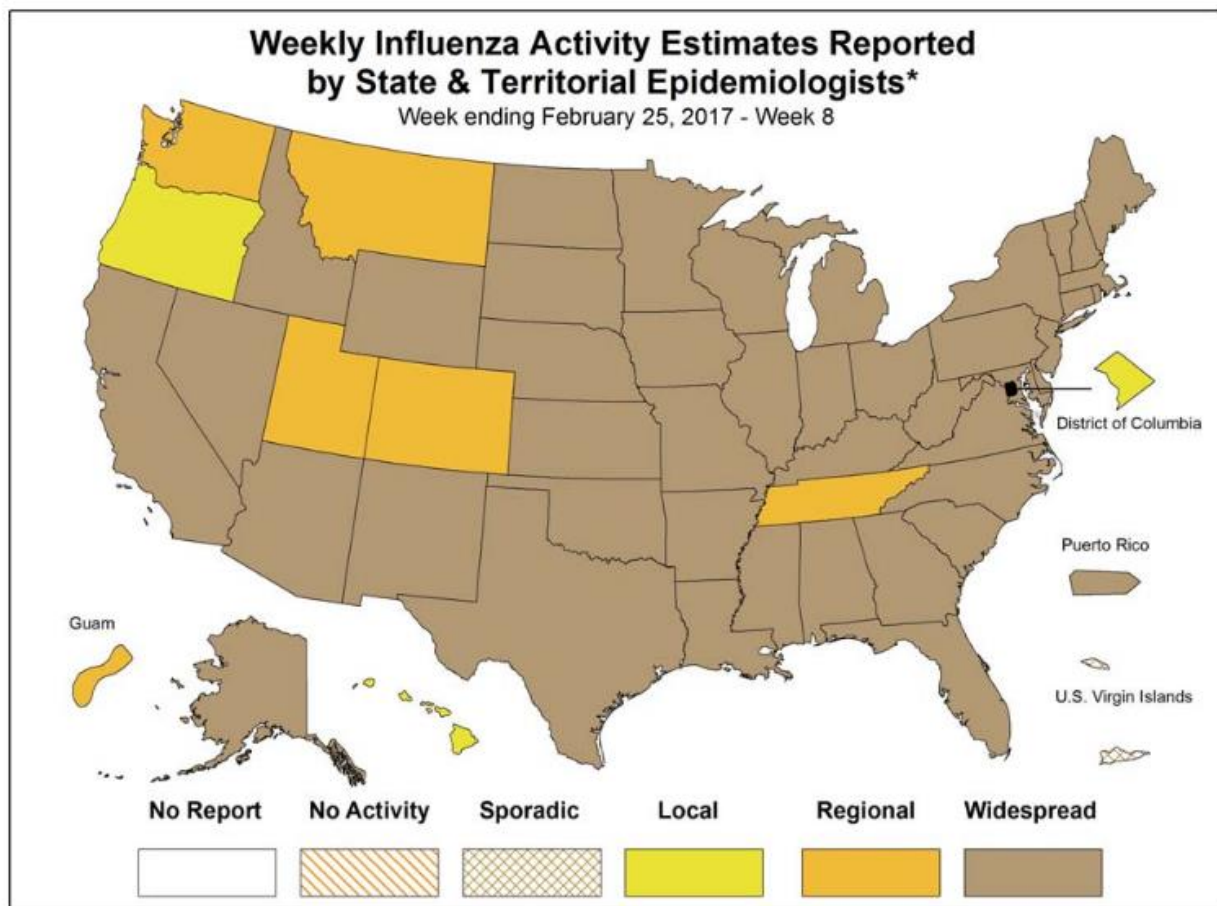 Weekly Influenza Activity Estimates Reported
by State & Territorial Epidemiologists*
Week ending February 25, 2017 - Week 8
District of Columbia
Puerto Rico
Guam
U.S. Virgin Islands
No Report
No Activity
Sporadic
Local
Regional
Widespread